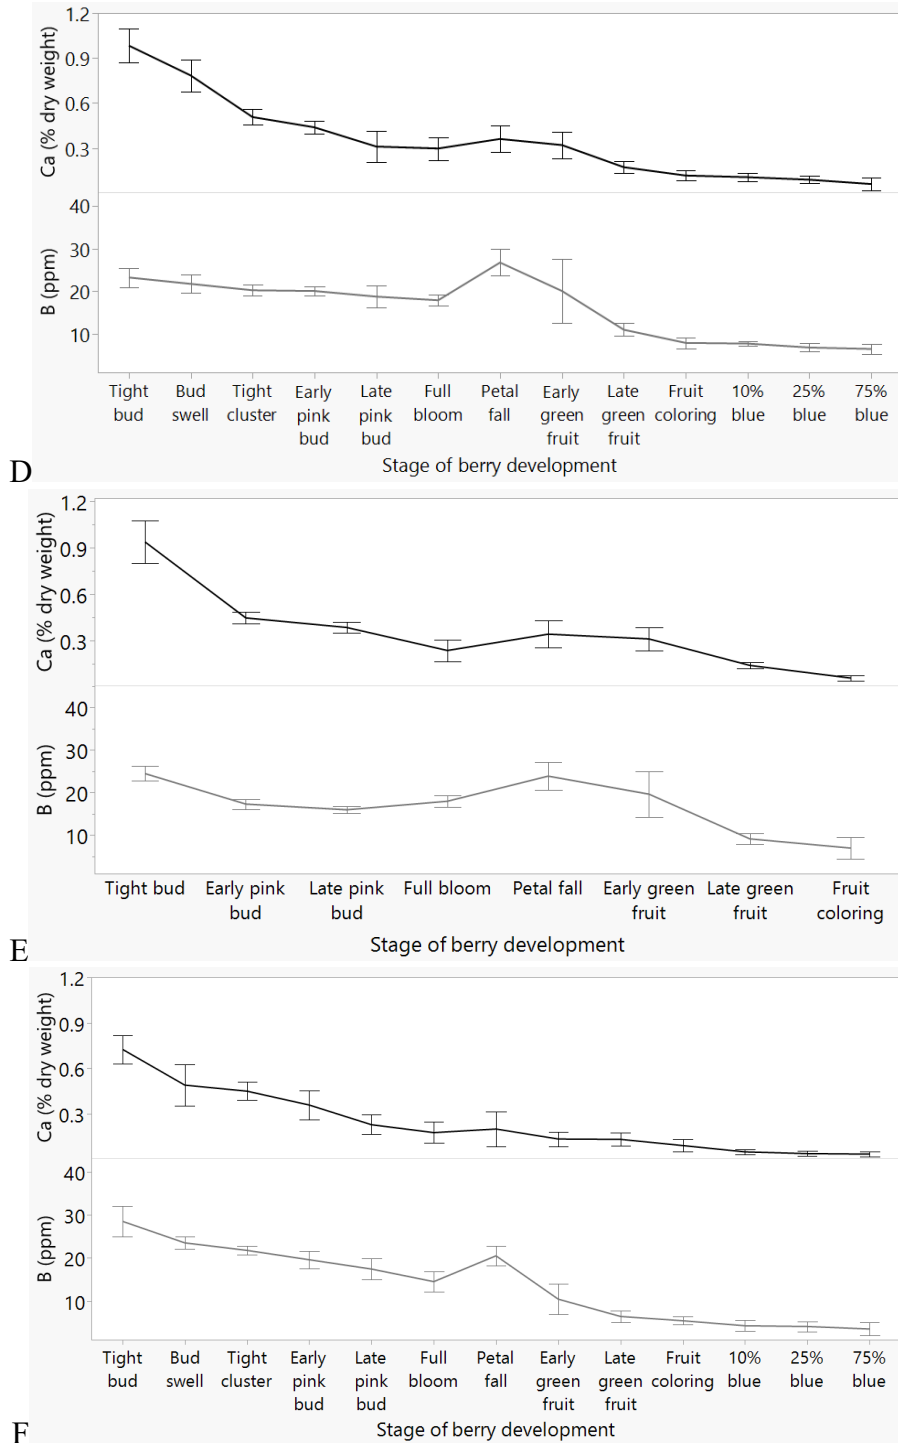 1.2
0.9
0.6
0.3
Ca (% dry weight)
40
30
20
10
B (ppm)
Tight bud
Bud swell
Tight cluster
Early pink bud
Late pink bud
Full bloom
Petal fall
Early green fruit
Late green fruit
Fruit coloring
10% blue
25% blue
75% blue
Stage of berry development
D
1.2
0.9
0.6
0.3
Ca (% dry weight)
40
30
20
10
B (ppm)
Tight bud
Early pink bud
Late pink bud
Full bloom
Petal fall
Early green fruit
Late green fruit
Fruit coloring
Stage of berry development
E
1.2
0.9
0.6
0.3
Ca (% dry weight)
40
30
20
10
B (ppm)
Tight bud
Bud swell
Tight cluster
Early pink bud
Late pink bud
Full bloom
Petal fall
Early green fruit
Late green fruit
Fruit coloring
10% blue
25% blue
75% blue
Stage of berry development
F